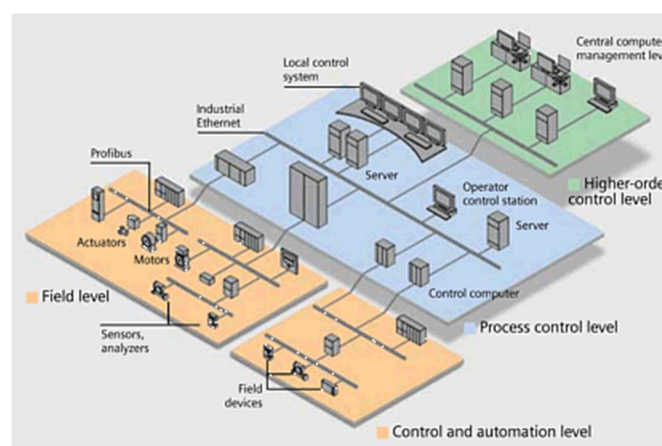 Central compute
management leve
Local control
system
Industrial
Ethernet
Profibus
Server
Operator
control station
Higher-orde
control level
Server
Actuators
Motors
Control computer
Field level
Sensors,
analyzers
Process control level
Field
devices
Control and automation level